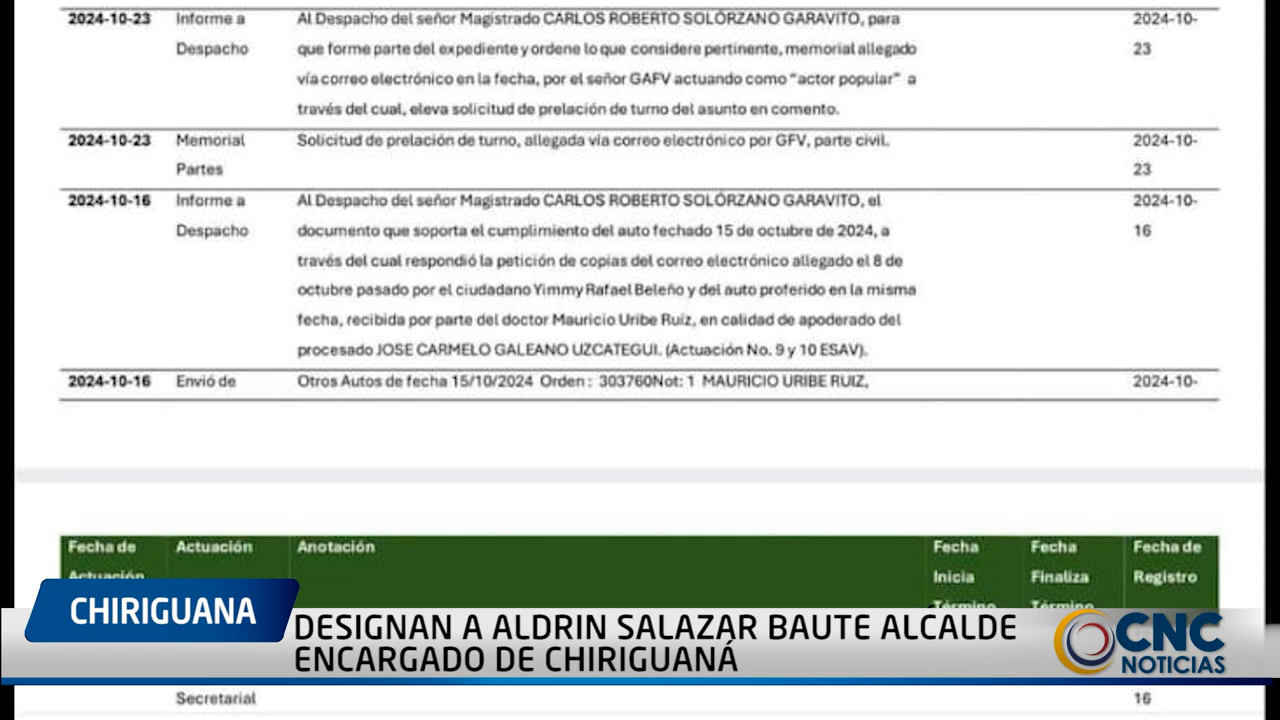 2024-10-23 Informe a Al Despacho del señor Magistrado CARLOS ROBERTO SOLÓRZANO GARAVITO, para 2024-10-
Despacho que forme parte del expediente y ordene lo que considere pertinente, memorial allegado 23
vía correo electrónico en la fecha, por el señor GAFV actuando como “actor popular” a
través del cual, eleva solicitud de prelación de turno del asunto en comento.
2024-10-23 Memorial Solicitud de prelación de turno, allegada vía correo electrónico por GFV, parte civil. 2024-10-
Partes 23
2024-10-16 Informe a Al Despacho del señor Magistrado CARLOS ROBERTO SOLÓRZANO GARAVITO, el 2024-10-
Despacho documento que soporta el cumplimiento del auto fechado 15 de octubre de 2024, a 16
través del cual respondió la petición de copias del correo electrónico allegado el 8 de
octubre pasado por el ciudadano Yimmy Rafael Beleño y del auto proferido en la misma
fecha, recibida por parte del doctor Mauricio Uribe Ruíz, en calidad de apoderado del
procesado JOSE CARMELO GALEANO UZCATEGUI. (Actuación No. 9 y 10 ESAV).
2024-10-16 Envió de Otros Autos de fecha 15/10/2024 Orden : 303760Not: 1 MAURICIO URIBE RUIZ, 2024-10-
Fecha de Actuación Anotación Fecha Fecha Fecha de
Actuación Inicia Finaliza Registro
Término Término
CHIRIGUANA
DESIGNAN A ALDRIN SALAZAR BAUTE ALCALDE
ENCARGADO DE CHIRIGUANÁ
CNC
NOTICIAS
Secretarial 16